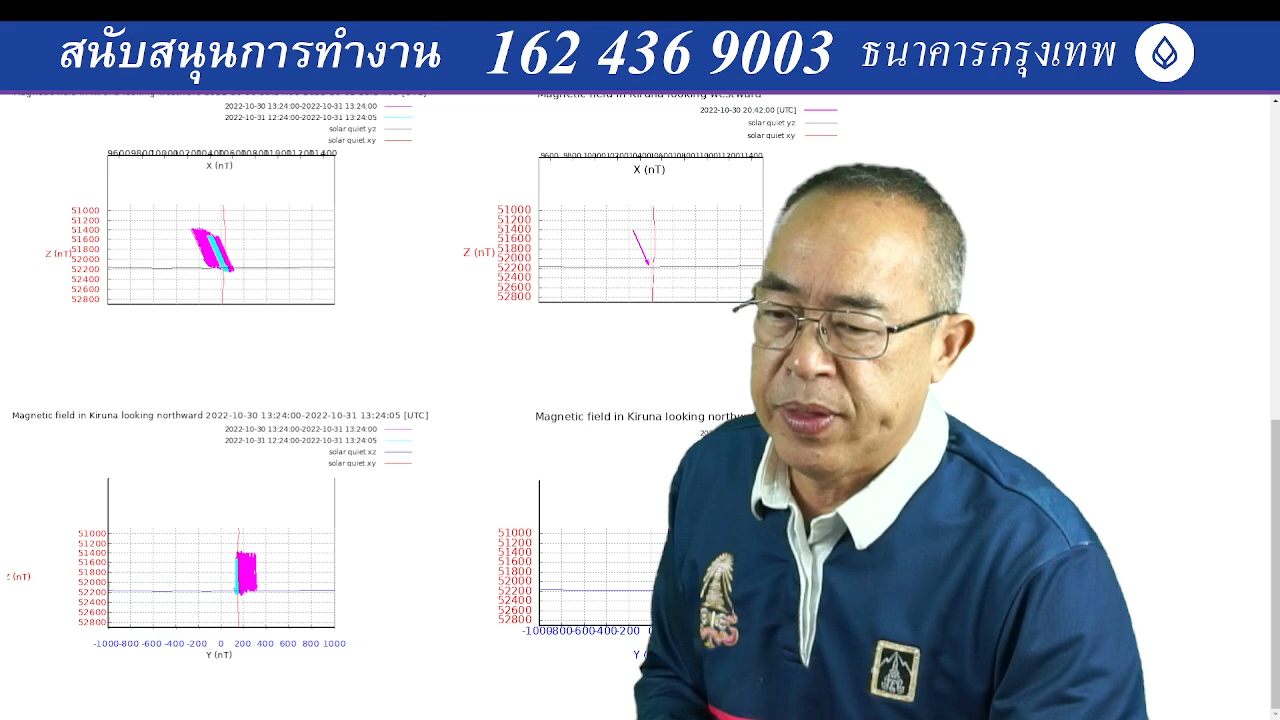 สนับสนุนการทำงาน 162 436 9003 ธนาคารกรุงเทพ
2022-10-30 13:24:00-2022-10-31 13:24:00
2022-10-31 12:24:00-2022-10-31 13:24:05
solar quiet yz
solar quiet xy
X (nT)
51000
51200
51400
51600
51800
52000
52200
52400
52600
52800
Z (nT)
Magnetic field in Kiruna looking westward
2022-10-30 20:42:00 [UTC]
solar quiet yz
solar quiet xy
X (nT)
51000
51200
51400
51600
51800
52000
52200
52400
52600
52800
Z (nT)
Magnetic field in Kiruna looking northward 2022-10-30 13:24:00-2022-10-31 13:24:05 [UTC]
2022-10-30 13:24:00-2022-10-31 13:24:00
2022-10-31 12:24:00-2022-10-31 13:24:05
solar quiet xz
solar quiet xy
51000
51200
51400
51600
51800
52000
52200
52400
52600
52800
(nT)
-1000 -800 -600 -400 -200 0 200 400 600 800 1000
Y (nT)
Magnetic field in Kiruna looking
51000
51200
51400
51600
51800
52000
52200
52400
52600
52800
-1000 -800 -600 -400 -200
Y